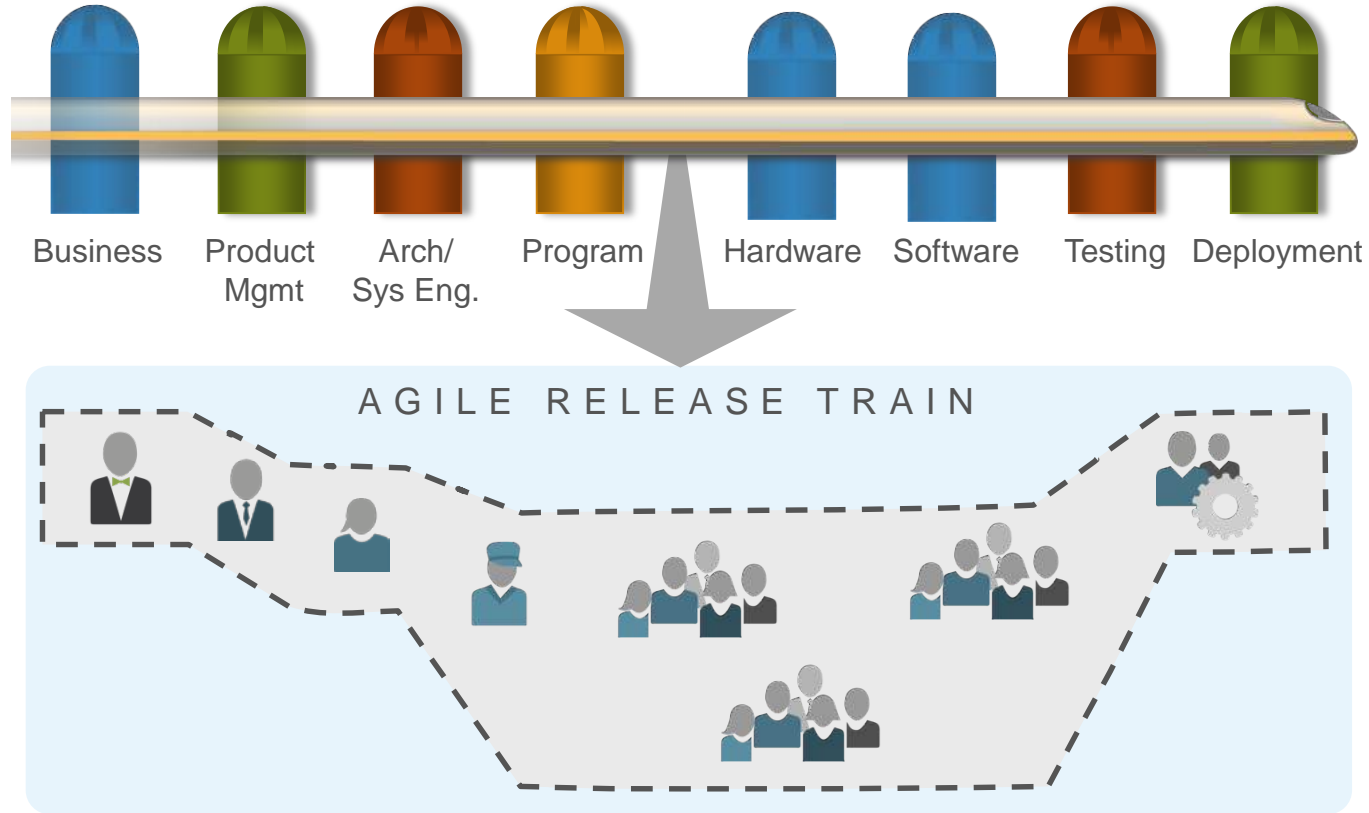 Business
Product
Mgmt
Arch/
Sys Eng.
Program
Hardware
Software
Testing
Deployment
AGILE RELEASE TRAIN